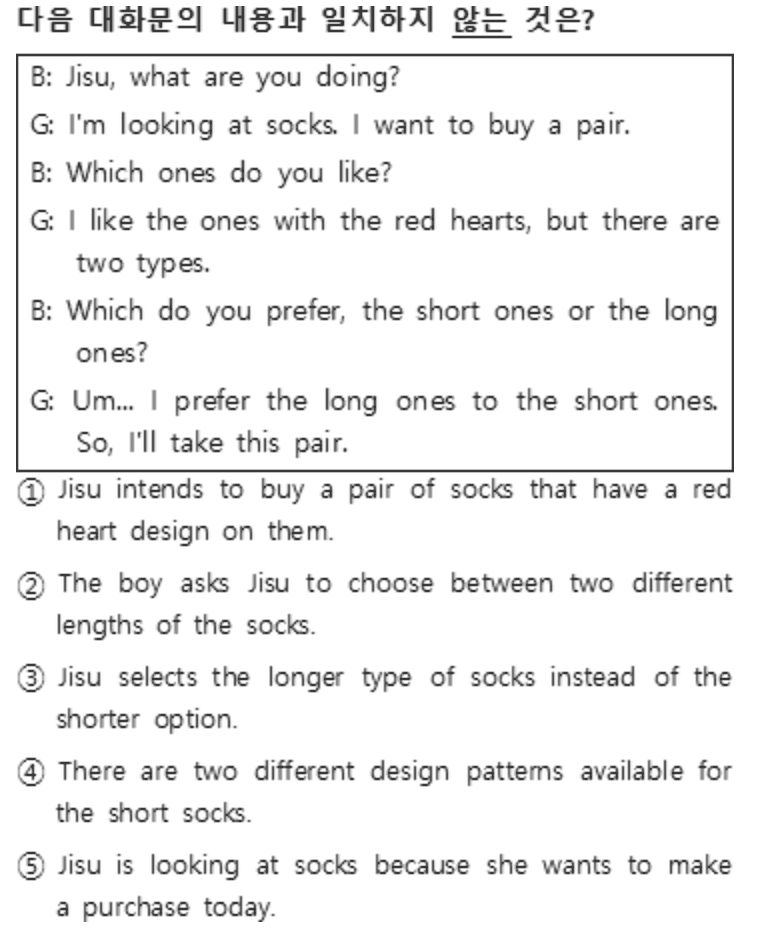 다음 대화문의 내용과 일치하지 않는 것은?
B: Jisu, what are you doing?
G: I'm looking at socks. I want to buy a pair.
B: Which ones do you like?
G: I like the ones with the red hearts, but there are
two types.
B: Which do you prefer, the short ones or the long
ones?
G: Um... I prefer the long ones to the short ones.
So, I'll take this pair.
① Jisu intends to buy a pair of socks that have a red
heart design on them.
② The boy asks Jisu to choose between two different
lengths of the socks.
③ Jisu selects the longer type of socks instead of the
shorter option.
④ There are two different design patterns available for
the short socks.
⑤ Jisu is looking at socks because she wants to make
a purchase today.